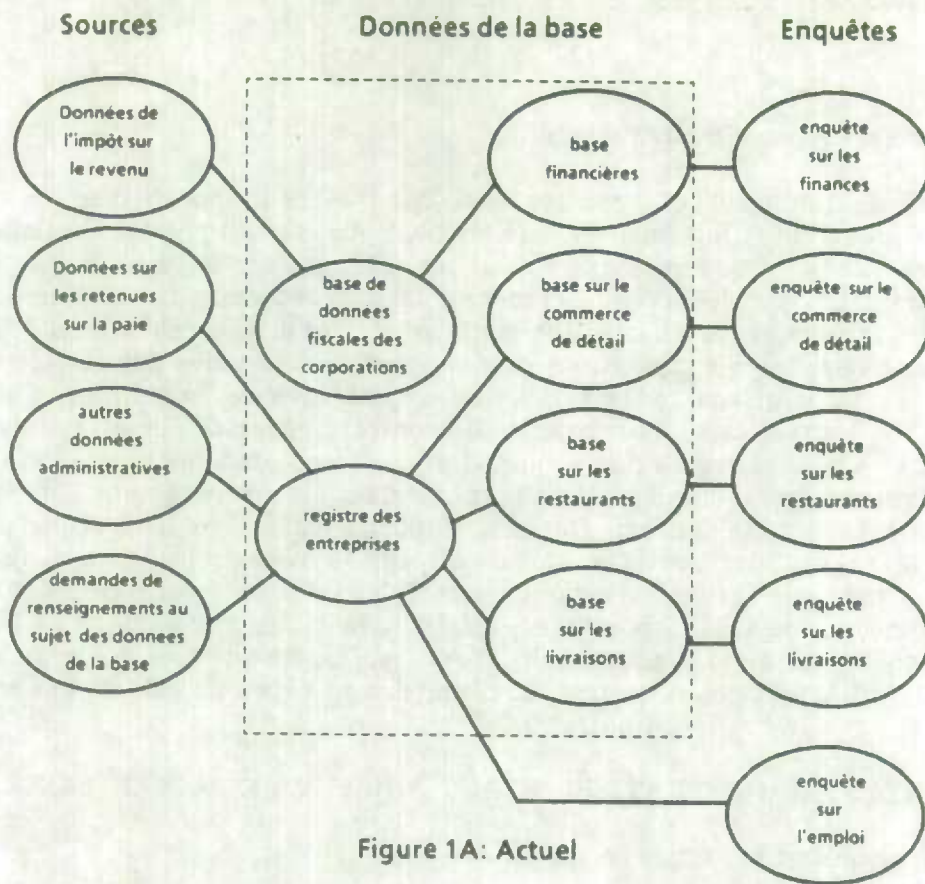 Sources Données de la base Enquêtes
Données de
l'impôt sur
le revenu
Données sur
les retenues
sur la paie
autres
données
administratives
demandes de
renseignements au
sujet des donnees
de la base
base de
données
fiscales des
corporations
registre des
entreprises
base
financières
base sur le
commerce
de détail
base
sur les
restaurants
base
sur les
livraisons
enquête
sur les
finances
enquête sur le
commerce
de détail
enquête
sur les
restaurants
enquête
sur les
livraisons
enquête
sur
l'emploi
Figure 1A: Actuel